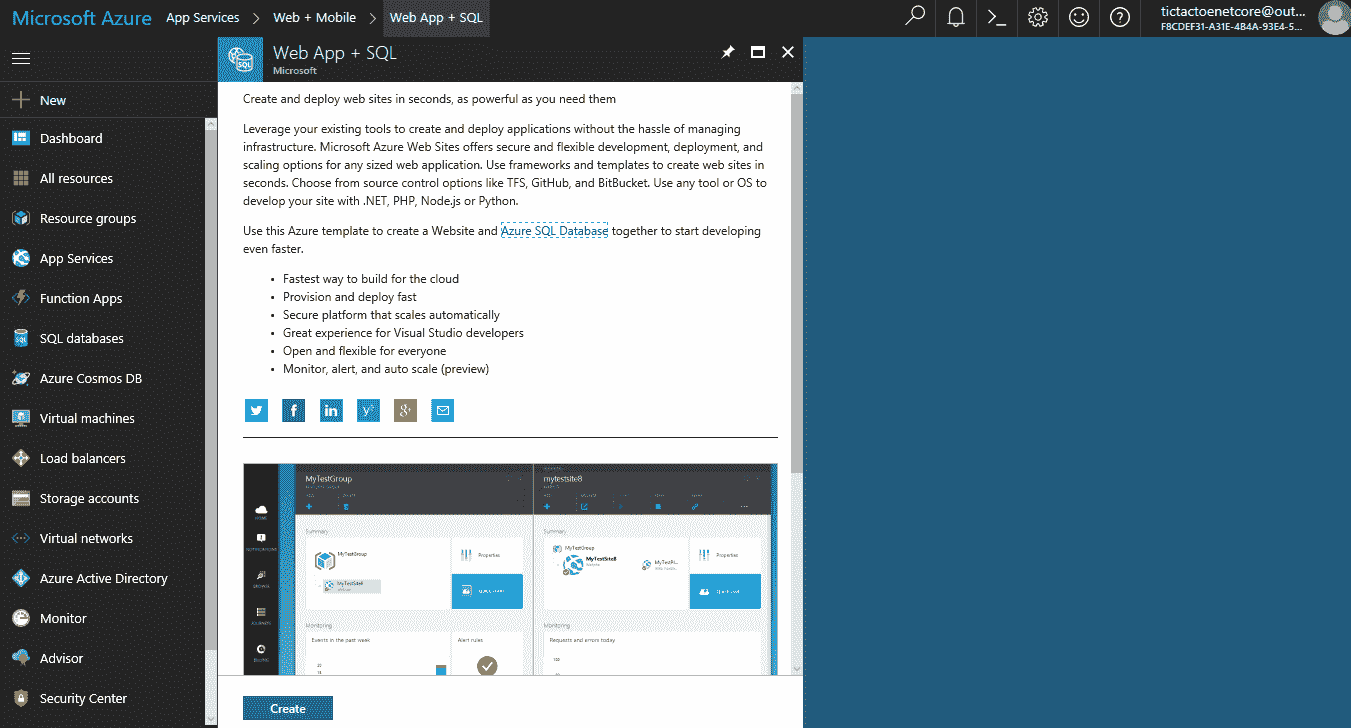 Microsoft Azure App Services > Web + Mobile > Web App + SQL
tictactoenetcore@out...
F8CDEF31-A31E-4B4A-93E4-5...
Web App + SQL
Microsoft
New
Dashboard
All resources
Resource groups
App Services
Function Apps
SQL databases
Azure Cosmos DB
Virtual machines
Load balancers
Storage accounts
Virtual networks
Azure Active Directory
Monitor
Advisor
Security Center
Create and deploy web sites in seconds, as powerful as you need them
Leverage your existing tools to create and deploy applications without the hassle of managing
infrastructure. Microsoft Azure Web Sites offers secure and flexible development, deployment, and
scaling options for any sized web application. Use frameworks and templates to create web sites in
seconds. Choose from source control options like TFS, GitHub, and BitBucket. Use any tool or OS to
develop your site with .NET, PHP, Node.js or Python.
Use this Azure template to create a Website and Azure SQL Database together to start developing
even faster.
• Fastest way to build for the cloud
• Provision and deploy fast
• Secure platform that scales automatically
• Great experience for Visual Studio developers
• Open and flexible for everyone
• Monitor, alert, and auto scale (preview)
MyTestGroup
mytestsite8
Summary
Summary
MyTestGroup
MyTestSite8
Properties
MyTestGroup
MyTestSite8
Properties
Monitoring
Monitoring
Events in the past week
Alert rules
Requests and errors today
Create